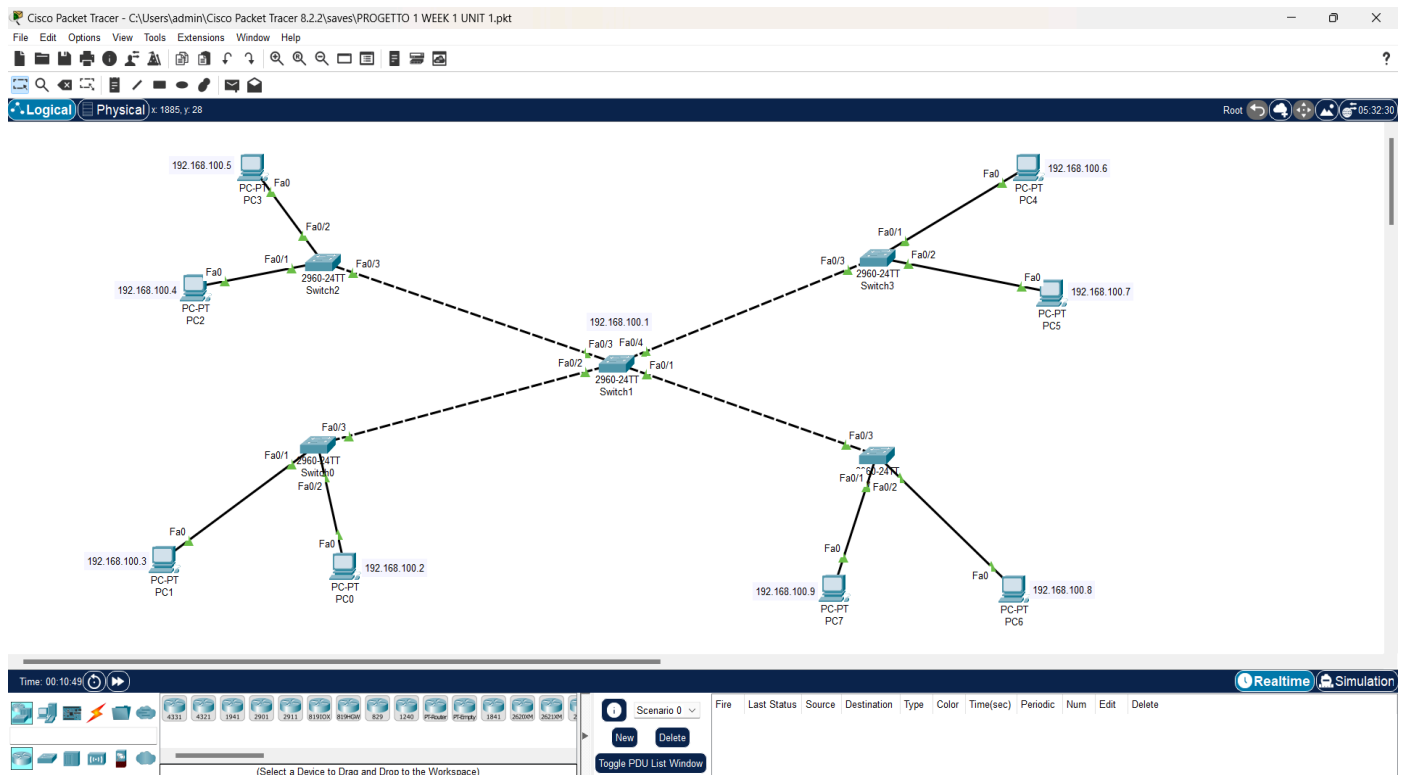 Cisco Packet Tracer - C:\Users\admin\Cisco Packet Tracer 8.2.2\saves\PROGETTO 1 WEEK 1 UNIT 1.pkt
File Edit Options View Tools Extensions Window Help
?
Logical Physical x: 1885, y: 28 Root 05:32:30
192.168.100.5
Fa0
PC-PT
PC3
Fa0/2
Fa0/1
Fa0/3
2960-24TT
Switch2
Fa0
192.168.100.4
PC-PT
PC2
192.168.100.6
Fa0
PC-PT
PC4
Fa0/1
Fa0/2
Fa0/3
2960-24TT
Switch3
Fa0
192.168.100.7
PC-PT
PC5
192.168.100.1
Fa0/3 Fa0/4
Fa0/2
Fa0/1
2960-24TT
Switch1
Fa0/3
Fa0/1
2960-24TT
Switch0
Fa0/2
Fa0
192.168.100.3
PC-PT
PC1
Fa0
192.168.100.2
PC-PT
PC0
Fa0/3
Fa0/1
Fa0/2
Fa0
192.168.100.9
PC-PT
PC7
Fa0
192.168.100.8
PC-PT
PC6
Time: 00:10:49 Realtime Simulation
4331 4321 1941 2901 2911 819IOX 819HGW 829 1240 PT-Router PT-Empty 1841 2620XM 2621XM
Scenario 0
New Delete
Toggle PDU List Window
Fire Last Status Source Destination Type Color Time(sec) Periodic Num Edit Delete
(Select a Device to Drag and Drop to the Workspace)